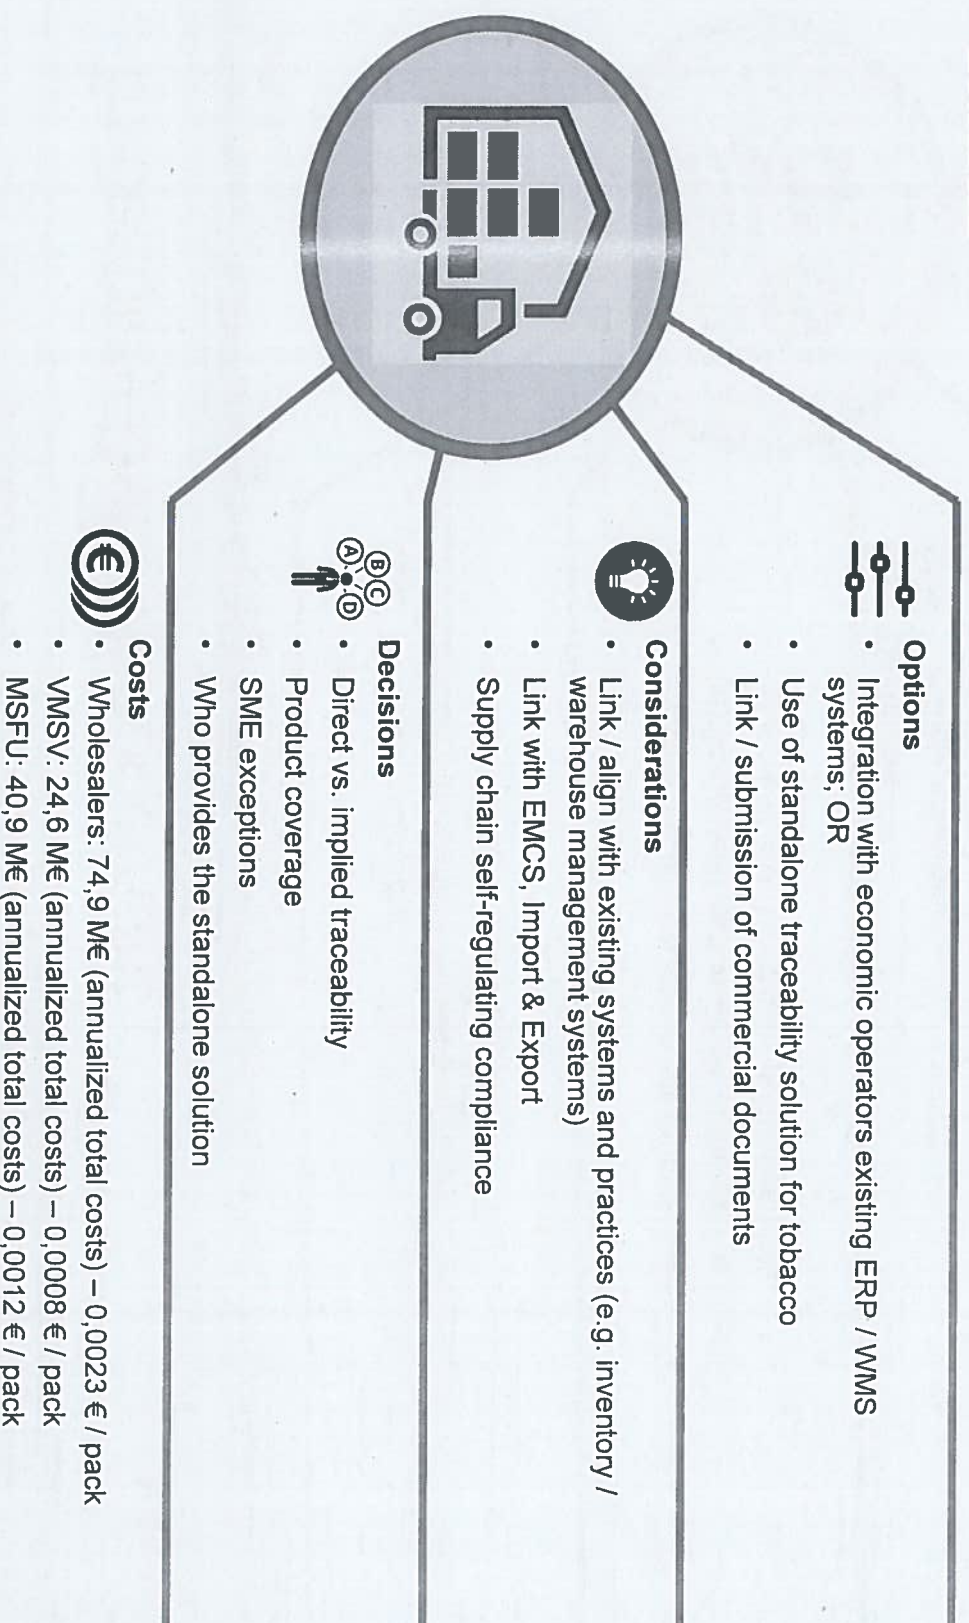 Options
• Integration with economic operators existing ERP / WMS
systems; OR
• Use of standalone traceability solution for tobacco
• Link / submission of commercial documents
Considerations
• Link / align with existing systems and practices (e.g. inventory /
warehouse management systems)
• Link with EMCS, Import & Export
• Supply chain self-regulating compliance
A B C D
Decisions
• Direct vs. implied traceability
• Product coverage
• SME exceptions
• Who provides the standalone solution
€
Costs
• Wholesalers: 74,9 M€ (annualized total costs) – 0,0023 € / pack
• VMSV: 24,6 M€ (annualized total costs) – 0,0008 € / pack
• MSFU: 40,9 M€ (annualized total costs) – 0,0012 € / pack